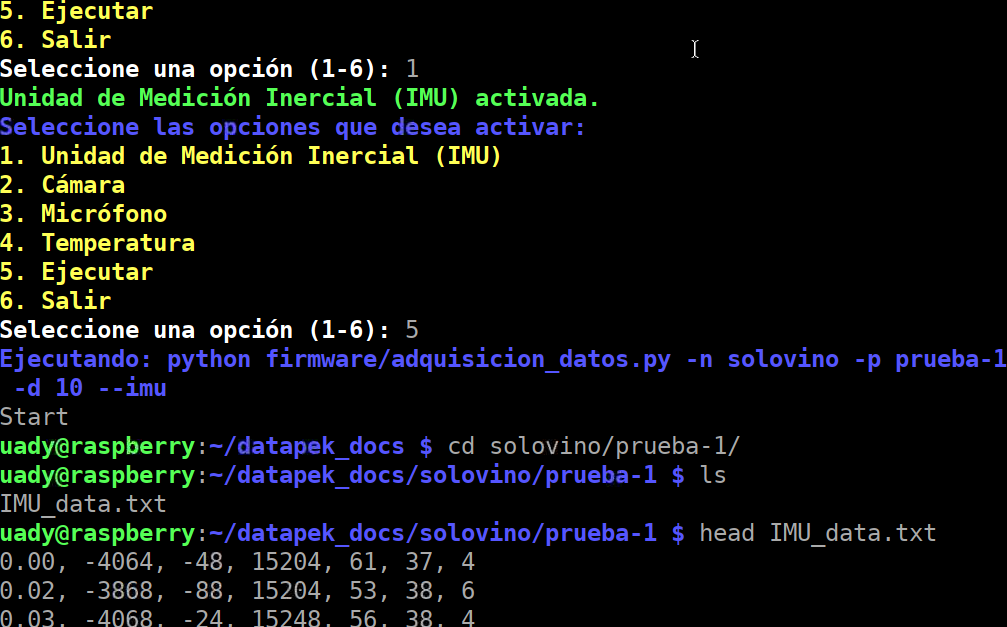 5. Ejecutar
6. Salir
Seleccione una opción (1-6): 1
Unidad de Medición Inercial (IMU) activada.
Seleccione las opciones que desea activar:
1. Unidad de Medición Inercial (IMU)
2. Cámara
3. Micrófono
4. Temperatura
5. Ejecutar
6. Salir
Seleccione una opción (1-6): 5
Ejecutando: python firmware/adquisicion_datos.py -n solovino -p prueba-1
 -d 10 --imu
Start
uady@raspberry:~/datapek_docs $ cd solovino/prueba-1/
uady@raspberry:~/datapek_docs/solovino/prueba-1 $ ls
IMU_data.txt
uady@raspberry:~/datapek_docs/solovino/prueba-1 $ head IMU_data.txt
0.00, -4064, -48, 15204, 61, 37, 4
0.02, -3868, -88, 15204, 53, 38, 6
0.03, -4068, -24, 15248, 56, 38, 4